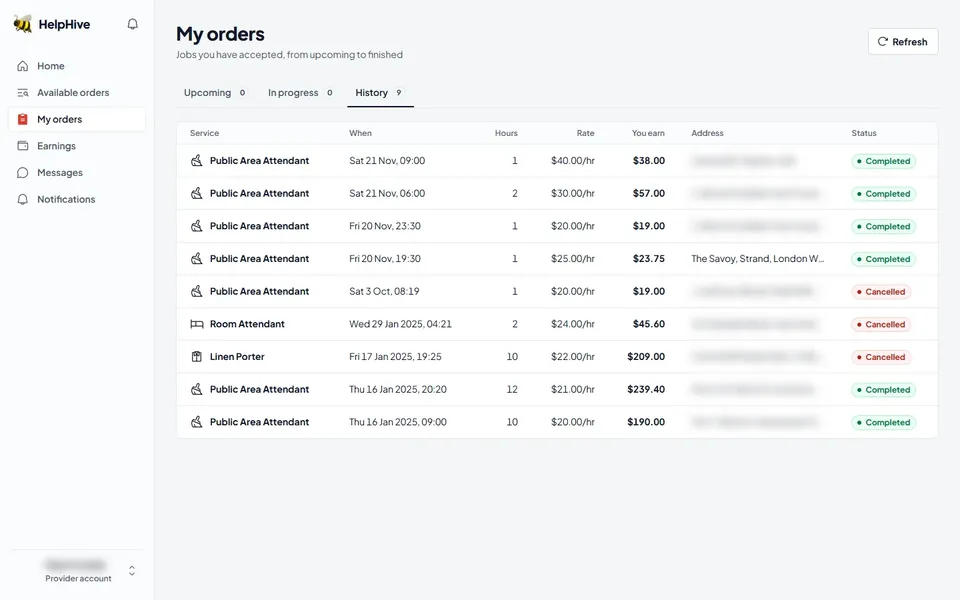 HelpHive
Home
Available orders
My orders
Earnings
Messages
Notifications
Provider account
My orders
Jobs you have accepted, from upcoming to finished
Refresh
Upcoming 0 In progress 0 History 9
Service When Hours Rate You earn Address Status
Public Area Attendant Sat 21 Nov, 09:00 1 $40.00/hr $38.00 Completed
Public Area Attendant Sat 21 Nov, 06:00 2 $30.00/hr $57.00 Completed
Public Area Attendant Fri 20 Nov, 23:30 1 $20.00/hr $19.00 Completed
Public Area Attendant Fri 20 Nov, 19:30 1 $25.00/hr $23.75 The Savoy, Strand, London W... Completed
Public Area Attendant Sat 3 Oct, 08:19 1 $20.00/hr $19.00 Cancelled
Room Attendant Wed 29 Jan 2025, 04:21 2 $24.00/hr $45.60 Cancelled
Linen Porter Fri 17 Jan 2025, 19:25 10 $22.00/hr $209.00 Cancelled
Public Area Attendant Thu 16 Jan 2025, 20:20 12 $21.00/hr $239.40 Completed
Public Area Attendant Thu 16 Jan 2025, 09:00 10 $20.00/hr $190.00 Completed